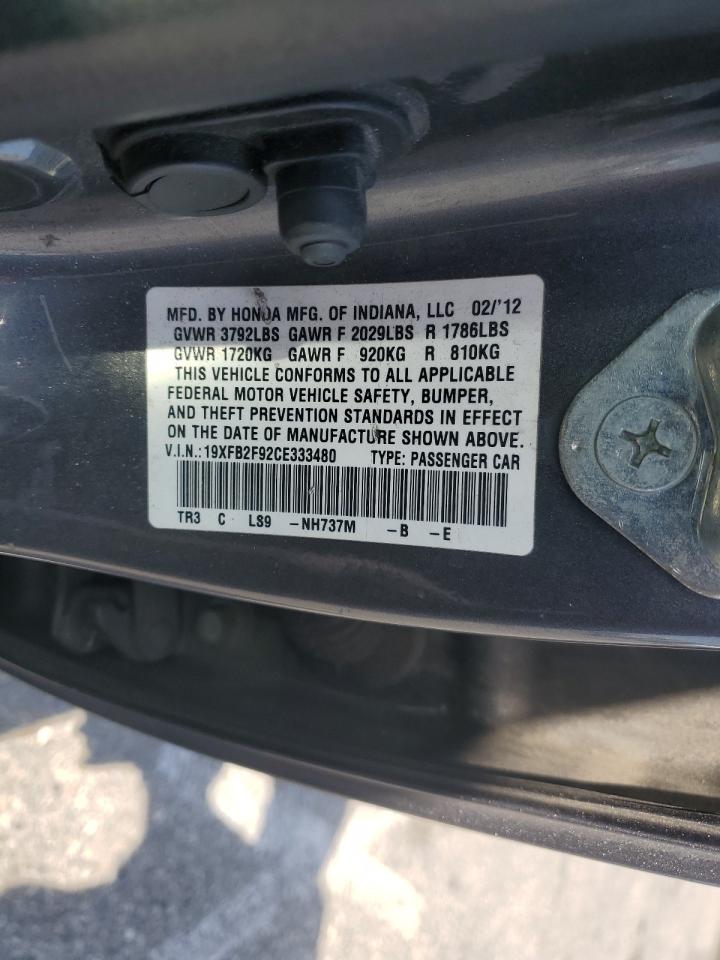 MFD. BY HONDA MFG. OF INDIANA, LLC 02/'12
GVWR 3792LBS GAWR F 2029LBS R 1786LBS
GVWR 1720KG GAWR F 920KG R 810KG
THIS VEHICLE CONFORMS TO ALL APPLICABLE
FEDERAL MOTOR VEHICLE SAFETY, BUMPER,
AND THEFT PREVENTION STANDARDS IN EFFECT
ON THE DATE OF MANUFACTURE SHOWN ABOVE.
V.I.N.:19XFB2F92CE333480 TYPE: PASSENGER CAR
TR3 C LS9 -NH737M -B -E